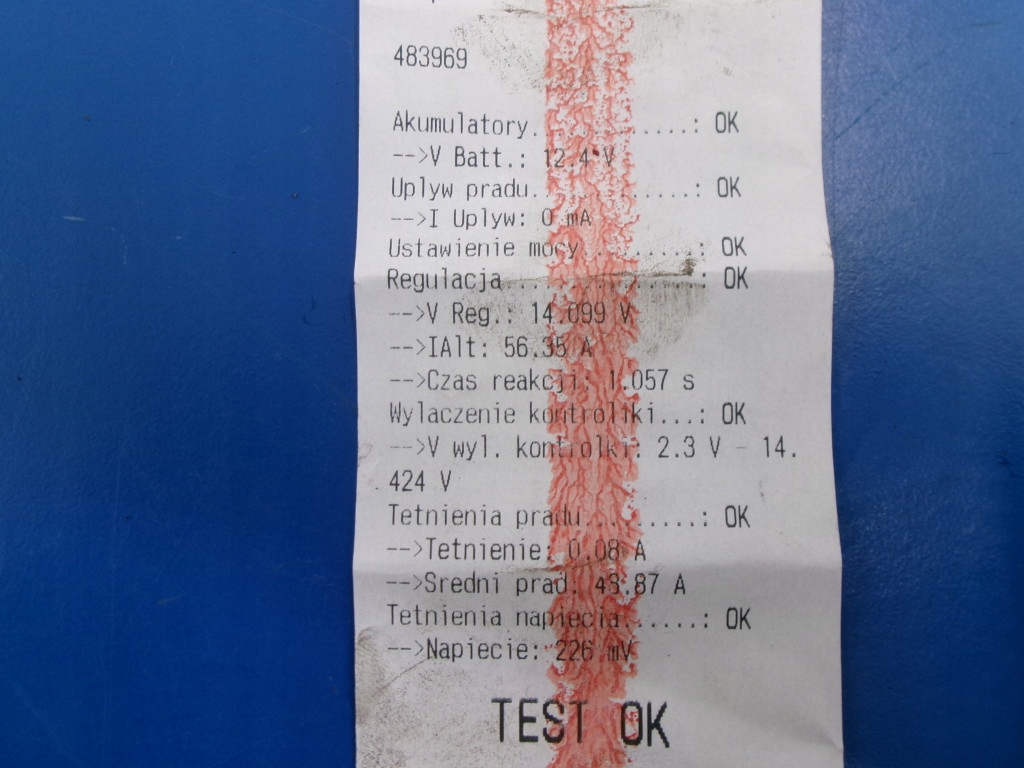 483969
Akumulatory. .....: OK
-->V Batt.: 12.4 V
Uplyw pradu. .....: OK
-->I Uplyw: 0 mA
Ustawienie mocy .....: OK
Regulacja............: OK
-->V Reg.: 14.099 V
-->IAlt: 56.35 A
-->Czas reakcji: 1.057 s
Wylaczenie kontroliki...: OK
-->V wyl. kontrolki: 2.3 V - 14.
424 V
Tetnienia pradu.........: OK
-->Tetnienie: 0.08 A
-->Sredni prad: 43.87 A
Tetnienia napiecia......: OK
-->Napiecie: 226 mV
TEST OK